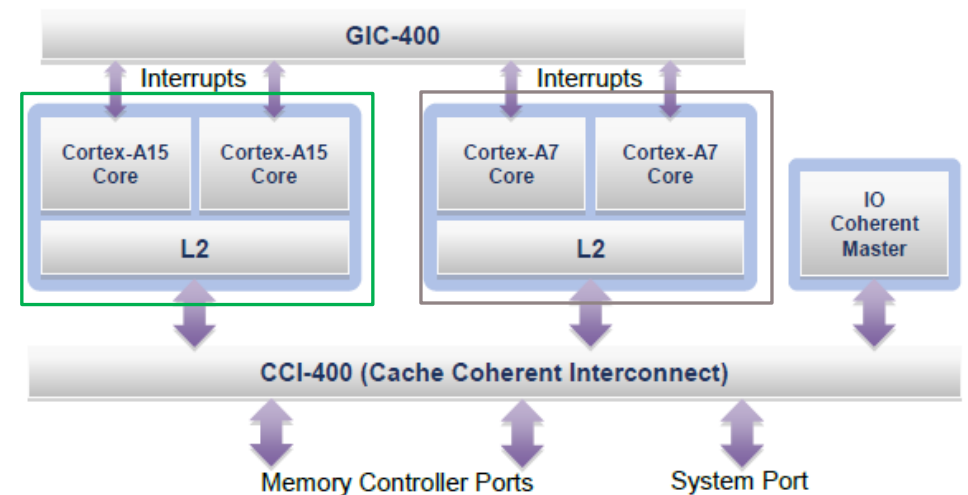 GIC-400
Interrupts
Interrupts
Cortex-A15
Core
Cortex-A15
Core
L2
Cortex-A7
Core
Cortex-A7
Core
L2
IO
Coherent
Master
CCI-400 (Cache Coherent Interconnect)
Memory Controller Ports
System Port